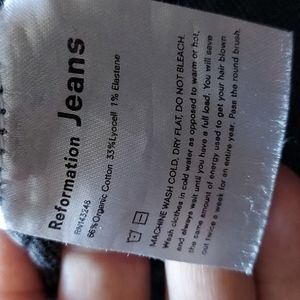 Reformation Jeans
RN143246
66%Organic Cotton 33%Lyocell 1% Elastene
MACHINE WASH COLD, DRY FLAT, DO NOT BLEACH.
Wash clothes in cold water as opposed to warm or hot,
and always wait until you have a full load. You will save
the same amount of energy used to get your hair blown
out twice a week for an entire year. Pass the round brush.